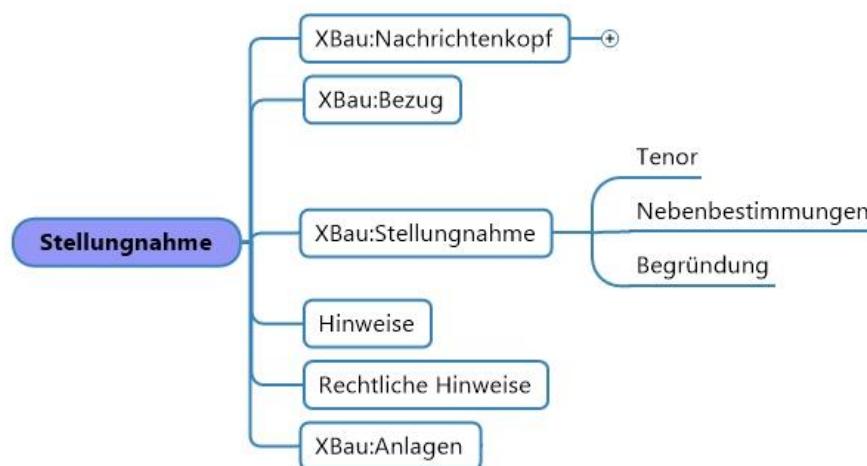 XBau:Nachrichtenkopf
XBau:Bezug
Tenor
Nebenbestimmungen
Stellungnahme
XBau:Stellungnahme
Begründung
Hinweise
Rechtliche Hinweise
XBau:Anlagen